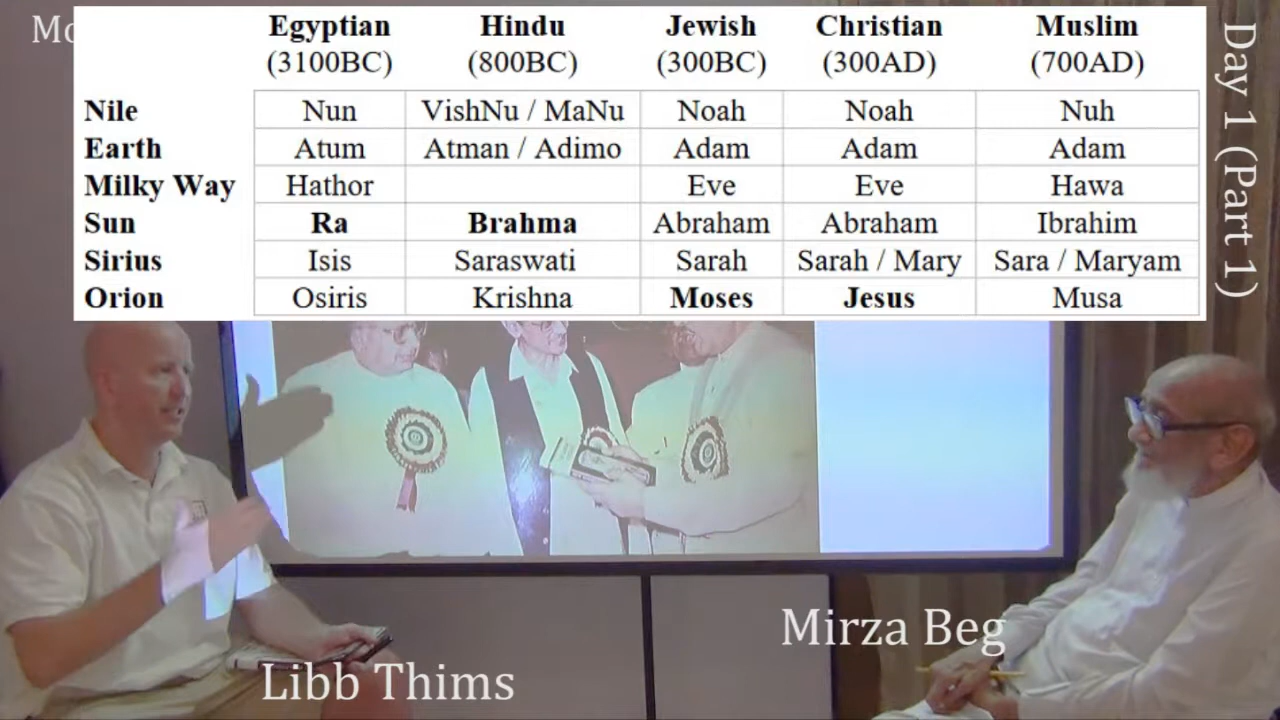 Egyptian Hindu Jewish Christian Muslim
(3100BC) (800BC) (300BC) (300AD) (700AD)
Nile Nun VishNu / MaNu Noah Noah Nuh
Earth Atum Atman / Adimo Adam Adam Adam
Milky Way Hathor Eve Eve Hawa
Sun Ra Brahma Abraham Abraham Ibrahim
Sirius Isis Saraswati Sarah Sarah / Mary Sara / Maryam
Orion Osiris Krishna Moses Jesus Musa
Day 1 (Part 1)
Mirza Beg
Libb Thims